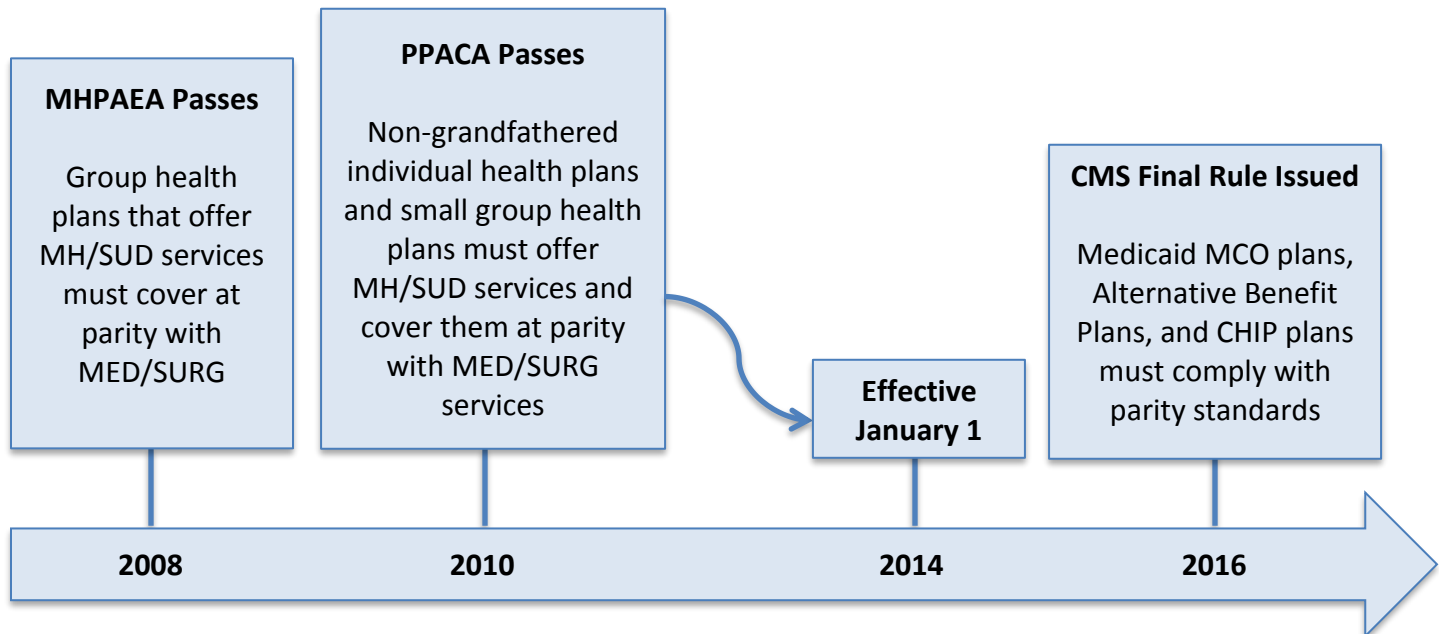 MHPAEA Passes
Group health
plans that offer
MH/SUD services
must cover at
parity with
MED/SURG
PPACA Passes
Non-grandfathered
individual health plans
and small group health
plans must offer
MH/SUD services and
cover them at parity
with MED/SURG
services
Effective
January 1
CMS Final Rule Issued
Medicaid MCO plans,
Alternative Benefit
Plans, and CHIP plans
must comply with
parity standards
2008
2010
2014
2016